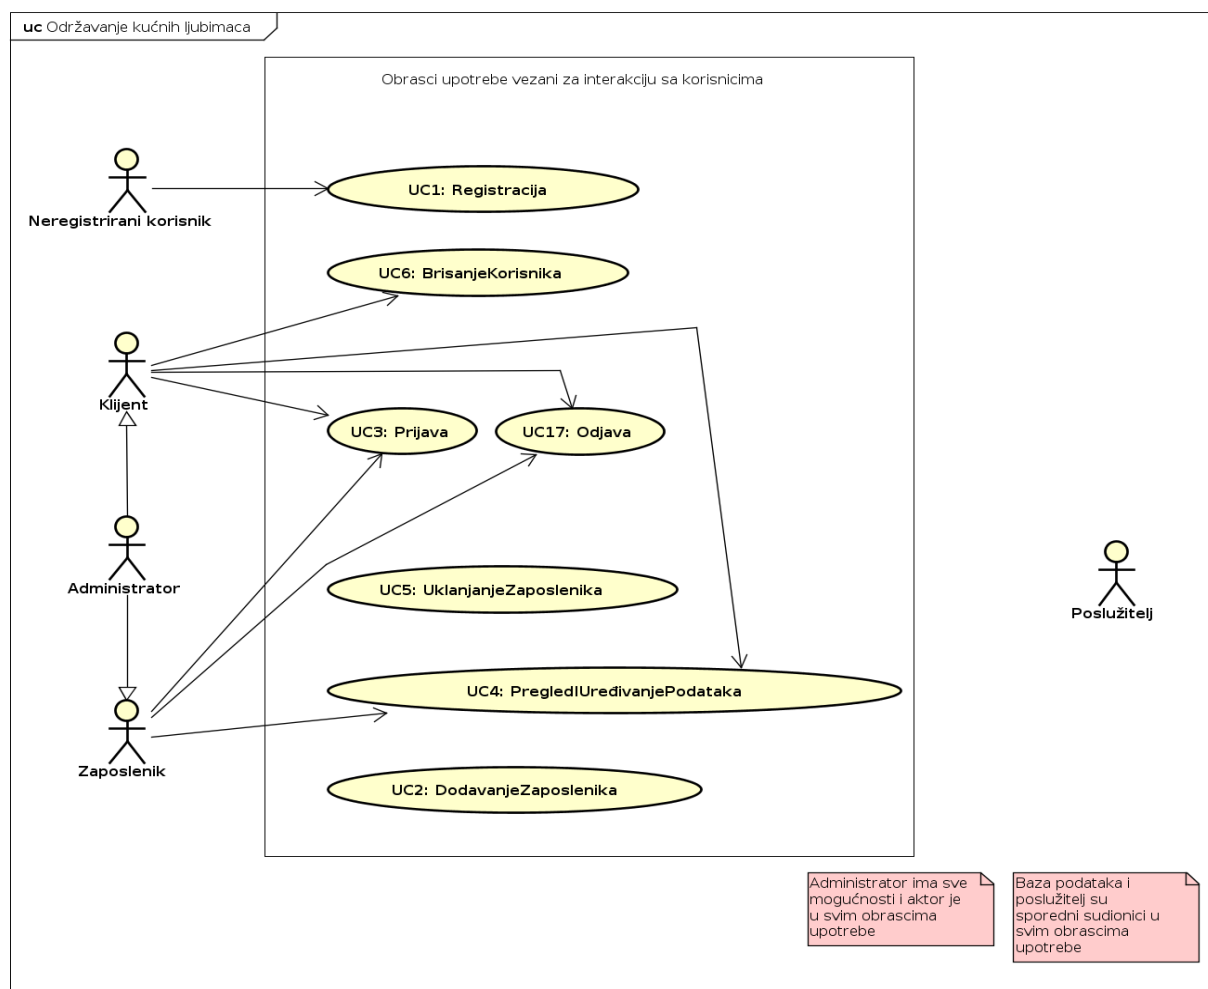 uc Održavanje kućnih ljubimaca
Obrasci upotrebe vezani za interakciju sa korisnicima
UC1: Registracija
Neregistrirani korisnik
UC6: BrisanjeKorisnika
Klijent
UC3: Prijava
UC17: Odjava
Administrator
UC5: UklanjanjeZaposlenika
Poslužitelj
UC4: PregledIUređivanjePodataka
Zaposlenik
UC2: DodavanjeZaposlenika
Administrator ima sve
mogućnosti i aktor je
u svim obrascima
upotrebe
Baza podataka i
poslužitelj su
sporedni sudionici u
svim obrascima
upotrebe